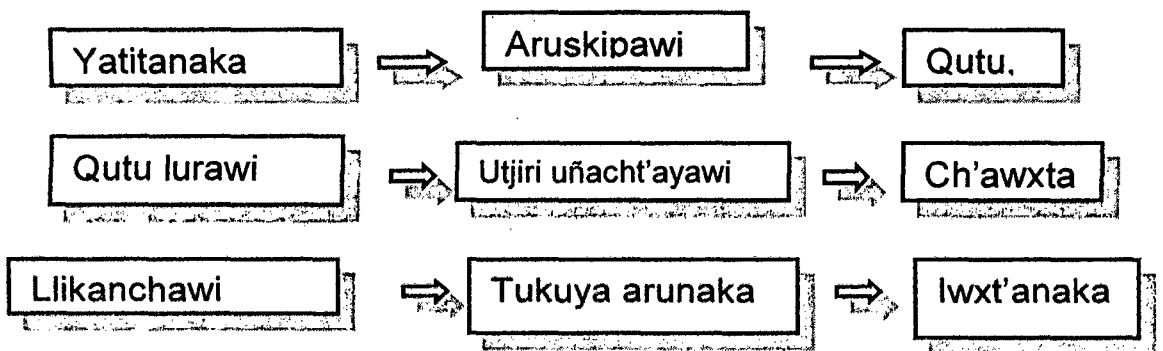 Yatitanaka Aruskipawi Qutu.
Qutu lurawi Utjiri uñacht'ayawi Ch'awxta
Llikanchawi Tukuya arunaka Iwxt'anaka